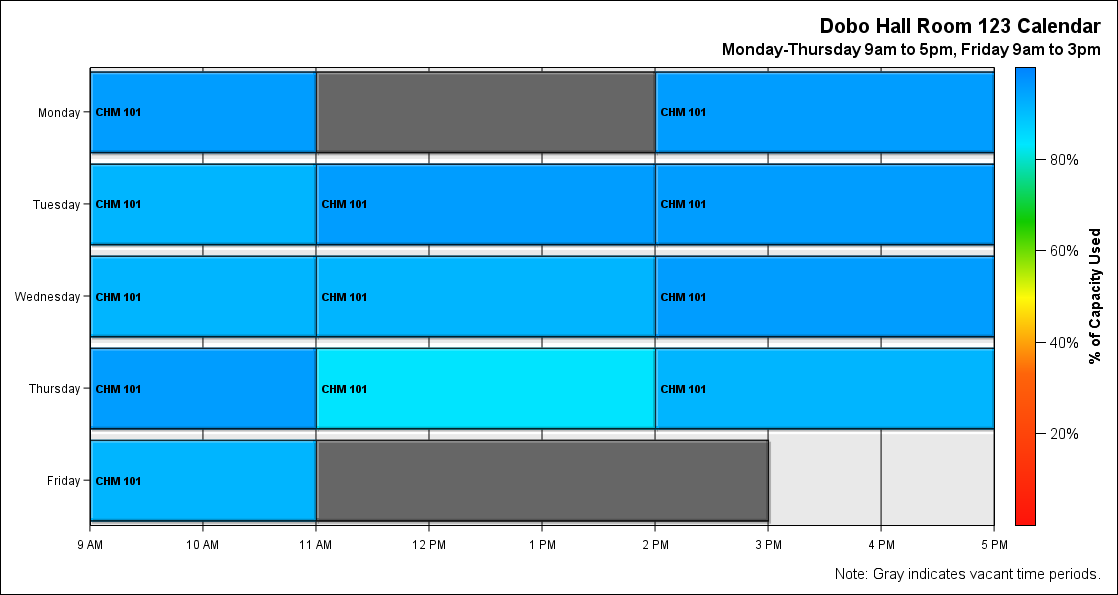 Dobo Hall Room 123 Calendar
Monday-Thursday 9am to 5pm, Friday 9am to 3pm
Monday
CHM 101
CHM 101
Tuesday
CHM 101
CHM 101
CHM 101
Wednesday
CHM 101
CHM 101
CHM 101
Thursday
CHM 101
CHM 101
CHM 101
Friday
CHM 101
9 AM
10 AM
11 AM
12 PM
1 PM
2 PM
3 PM
4 PM
5 PM
80%
60%
40%
20%
% of Capacity Used
Note: Gray indicates vacant time periods.